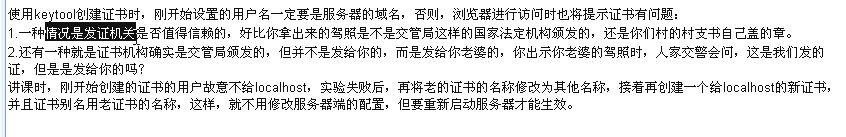 使用keytool创建证书时，刚开始设置的用户名一定要是服务器的域名，否则，浏览器进行访问时也将提示证书有问题：
1.一种情况是发证机关是否值得信赖的，好比你拿出来的驾照是不是交管局这样的国家法定机构颁发的，还是你们村的村支书自己盖的章。
2.还有一种就是证书机构确实是交管局颁发的，但并不是发给你的，而是发给你老婆的，你出示你老婆的驾照时，人家交警会问，这是我们发的证，但是是发给你的吗？
讲课时，刚开始创建的证书的用户故意不给localhost，实验失败后，再将老的证书的名称修改为其他名称，接着再创建一个给localhost的新证书，并且证书别名用老证书的名称，这样，就不用修改服务器端的配置，但要重新启动服务器才能生效。